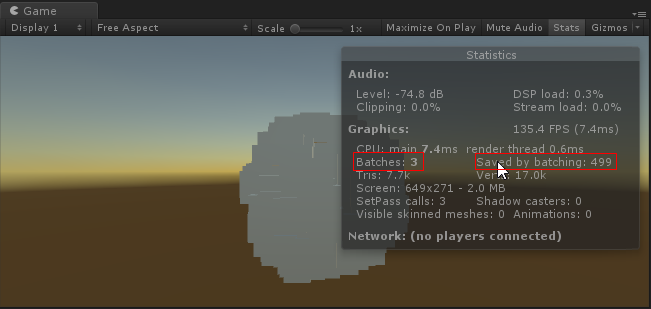 Game
Display 1 Free Aspect Scale 1x Maximize On Play Mute Audio Stats Gizmos
Statistics
Audio:
Level: -74.8 dB DSP load: 0.3%
Clipping: 0.0% Stream load: 0.0%
Graphics: 135.4 FPS (7.4ms)
CPU: main 7.4ms render thread 0.6ms
Batches: 3 Saved by batching: 499
Tris: 7.7k 17.0k
Screen: 649x271 - 2.0 MB
SetPass calls: 3 Shadow casters: 0
Visible skinned meshes: 0 Animations: 0
Network: (no players connected)